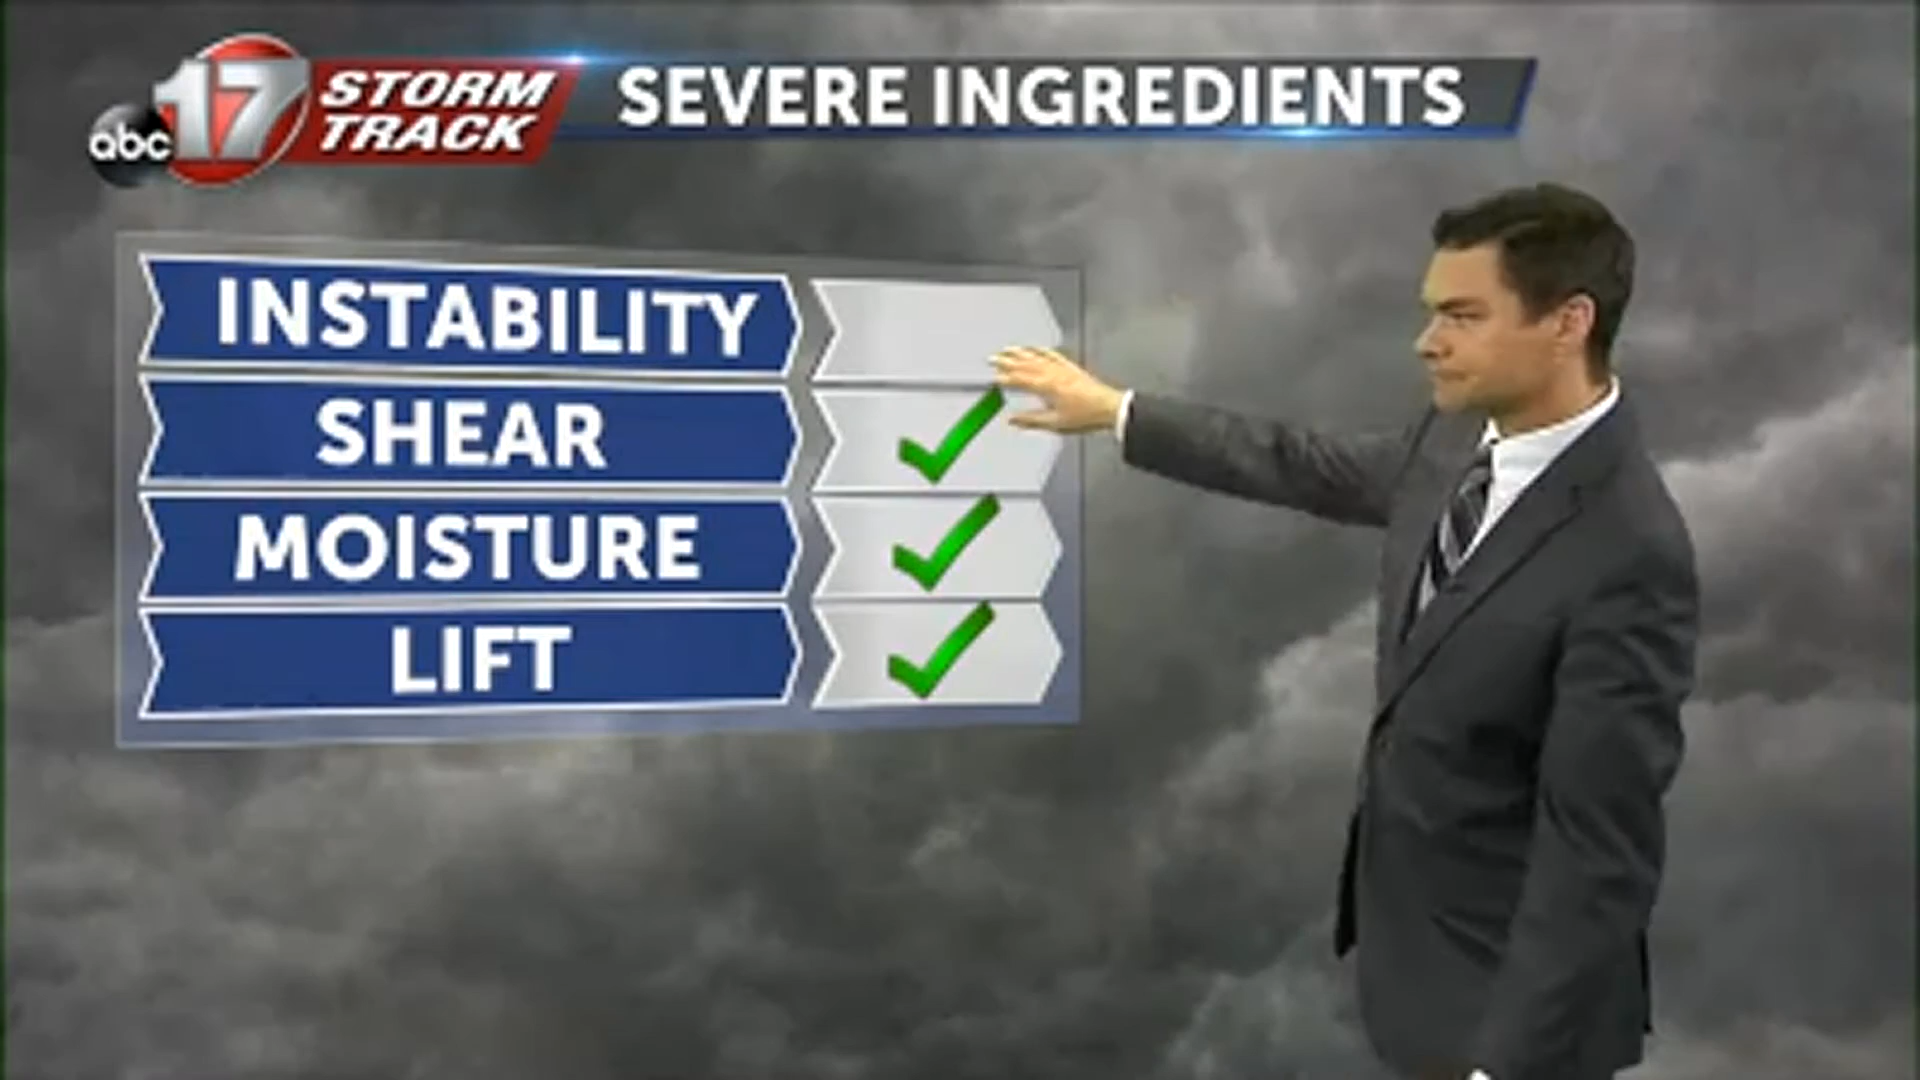 abc 17 STORM TRACK SEVERE INGREDIENTS
INSTABILITY
SHEAR
MOISTURE
LIFT